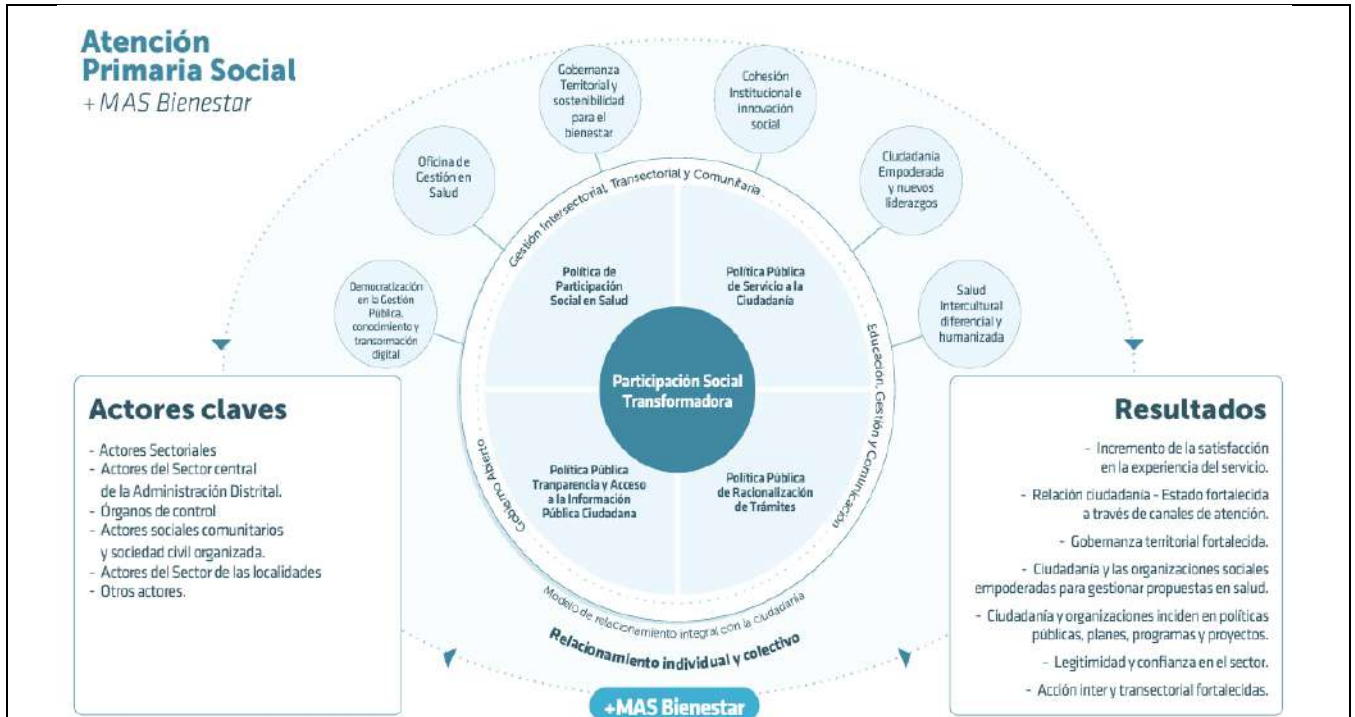 Atención
Primaria Social
+MAS Bienestar
Gobernanza
Territorial y
sostenibilidad
para el
bienestar
Cohesión
Institucional e
innovación
social
Oficina de
Gestión en
Salud
Ciudadanía
Empoderada
y nuevos
liderazgos
Democratización
en la Gestión
Pública,
conocimiento y
transformación
digital
Salud
Intercultural
diferencial y
humanizada
Gestión Intersectorial, Transectorial y Comunitaria
Educación, Gestión y Comunicación
Gobierno Abierto
Política de
Participación
Social en Salud
Política Pública
de Servicio a la
Ciudadanía
Participación Social
Transformadora
Política Pública
Tranparencia y Acceso
a la Información
Pública Ciudadana
Política Pública
de Racionalización
de Trámites
Modelo de relacionamiento integral con la ciudadanía
Relacionamiento individual y colectivo
+MAS Bienestar
Actores claves
- Actores Sectoriales
- Actores del Sector central
de la Administración Distrital.
- Órganos de control
- Actores sociales comunitarios
y sociedad civil organizada.
- Actores del Sector de las localidades
- Otros actores.
Resultados
- Incremento de la satisfacción
en la experiencia del servicio.
- Relación ciudadanía - Estado fortalecida
a través de canales de atención.
- Gobernanza territorial fortalecida.
- Ciudadanía y las organizaciones sociales
empoderadas para gestionar propuestas en salud.
- Ciudadanía y organizaciones inciden en políticas
públicas, planes, programas y proyectos.
- Legitimidad y confianza en el sector.
- Acción inter y transectorial fortalecidas.